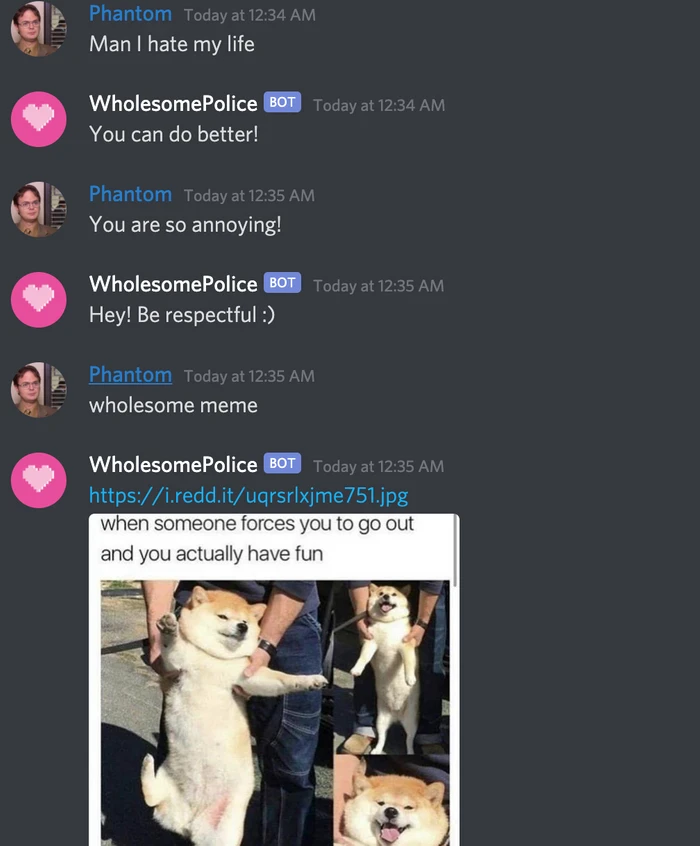 Phantom Today at 12:34 AM
Man I hate my life
WholesomePolice BOT Today at 12:34 AM
You can do better!
Phantom Today at 12:35 AM
You are so annoying!
WholesomePolice BOT Today at 12:35 AM
Hey! Be respectful :)
Phantom Today at 12:35 AM
wholesome meme
WholesomePolice BOT Today at 12:35 AM
https://i.redd.it/uqrsrlxjme751.jpg
when someone forces you to go out
and you actually have fun